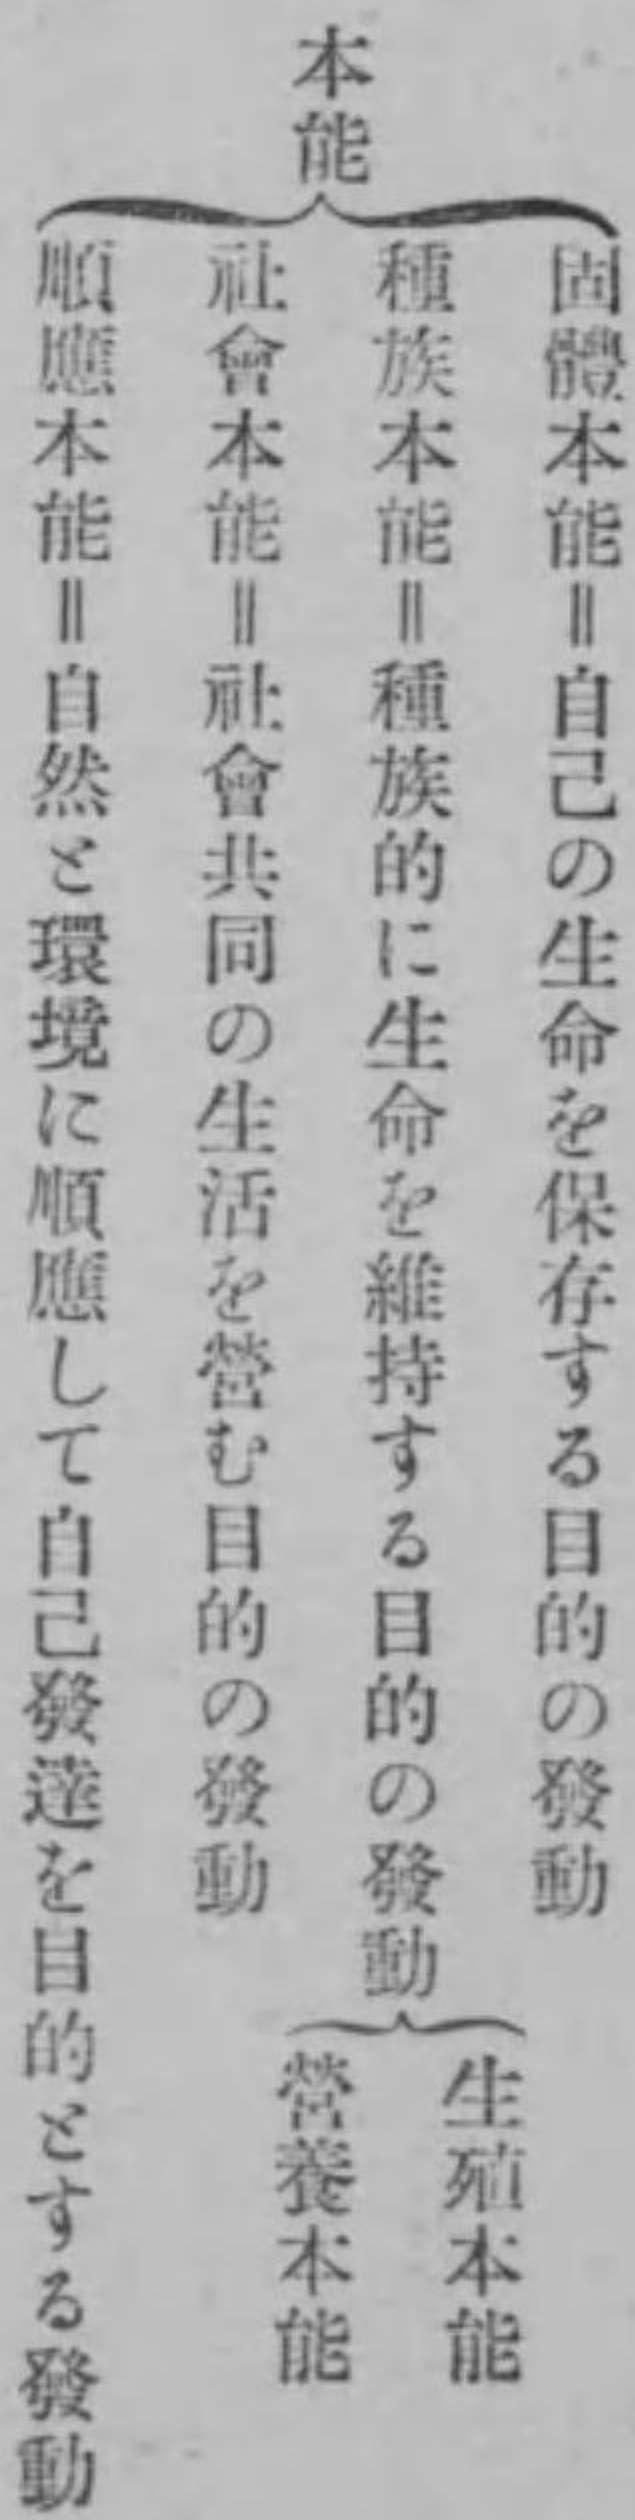 本能
固體本能＝自己の生命を保存する目的の發動
種族本能＝種族的に生命を維持する目的の發動
生殖本能
營養本能
社會本能＝社會共同の生活を營む目的の發動
順應本能＝自然と環境に順應して自己發達を目的とする發動